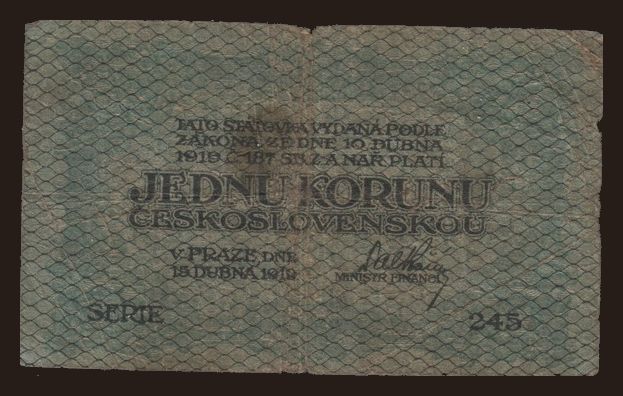 TATO STÁTOVKA VYDANÁ PODLE
ZÁKONA ZE DNE 10. DUBNA
1919 Č. 187 SB. Z. A NAŘ. PLATÍ
JEDNU KORUNU
ČESKOSLOVENSKOU
V PRAZE, DNE
15. DUBNA 1919
MINISTR FINANCÍ
SERIE 245